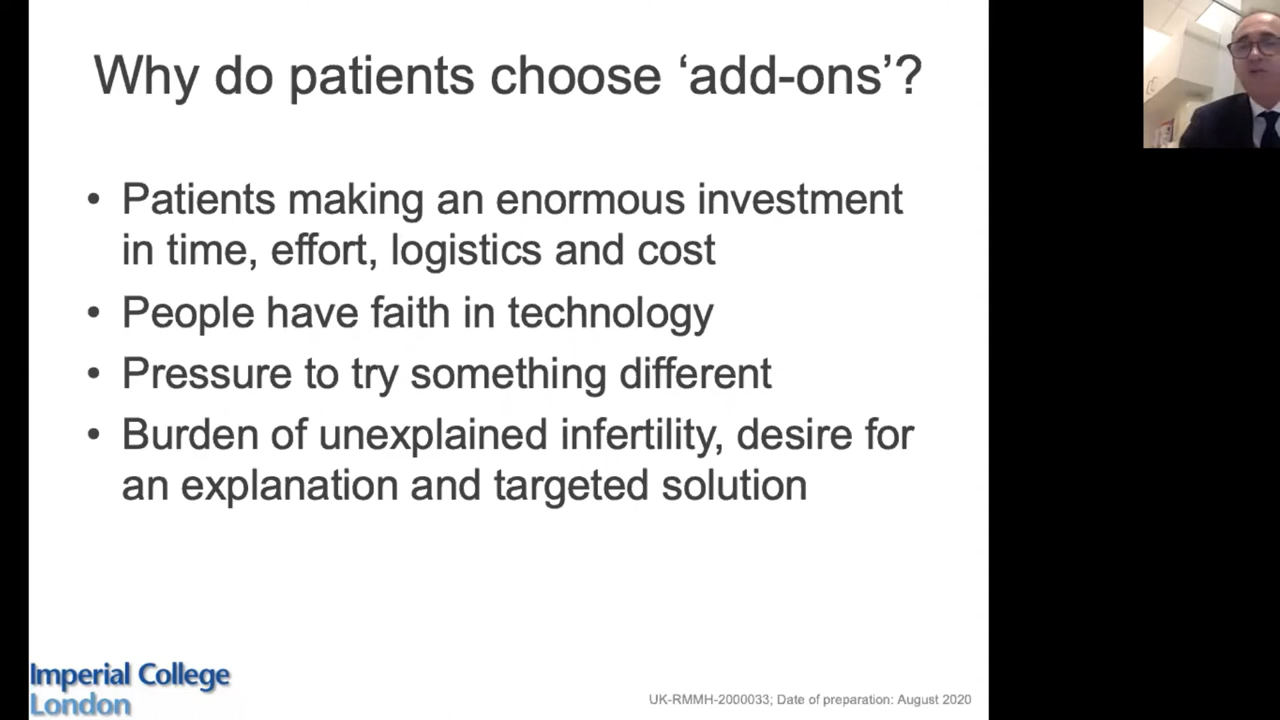 Why do patients choose ‘add-ons’?
• Patients making an enormous investment
in time, effort, logistics and cost
• People have faith in technology
• Pressure to try something different
• Burden of unexplained infertility, desire for
an explanation and targeted solution
Imperial College
London
UK-RMMH-2000033; Date of preparation: August 2020